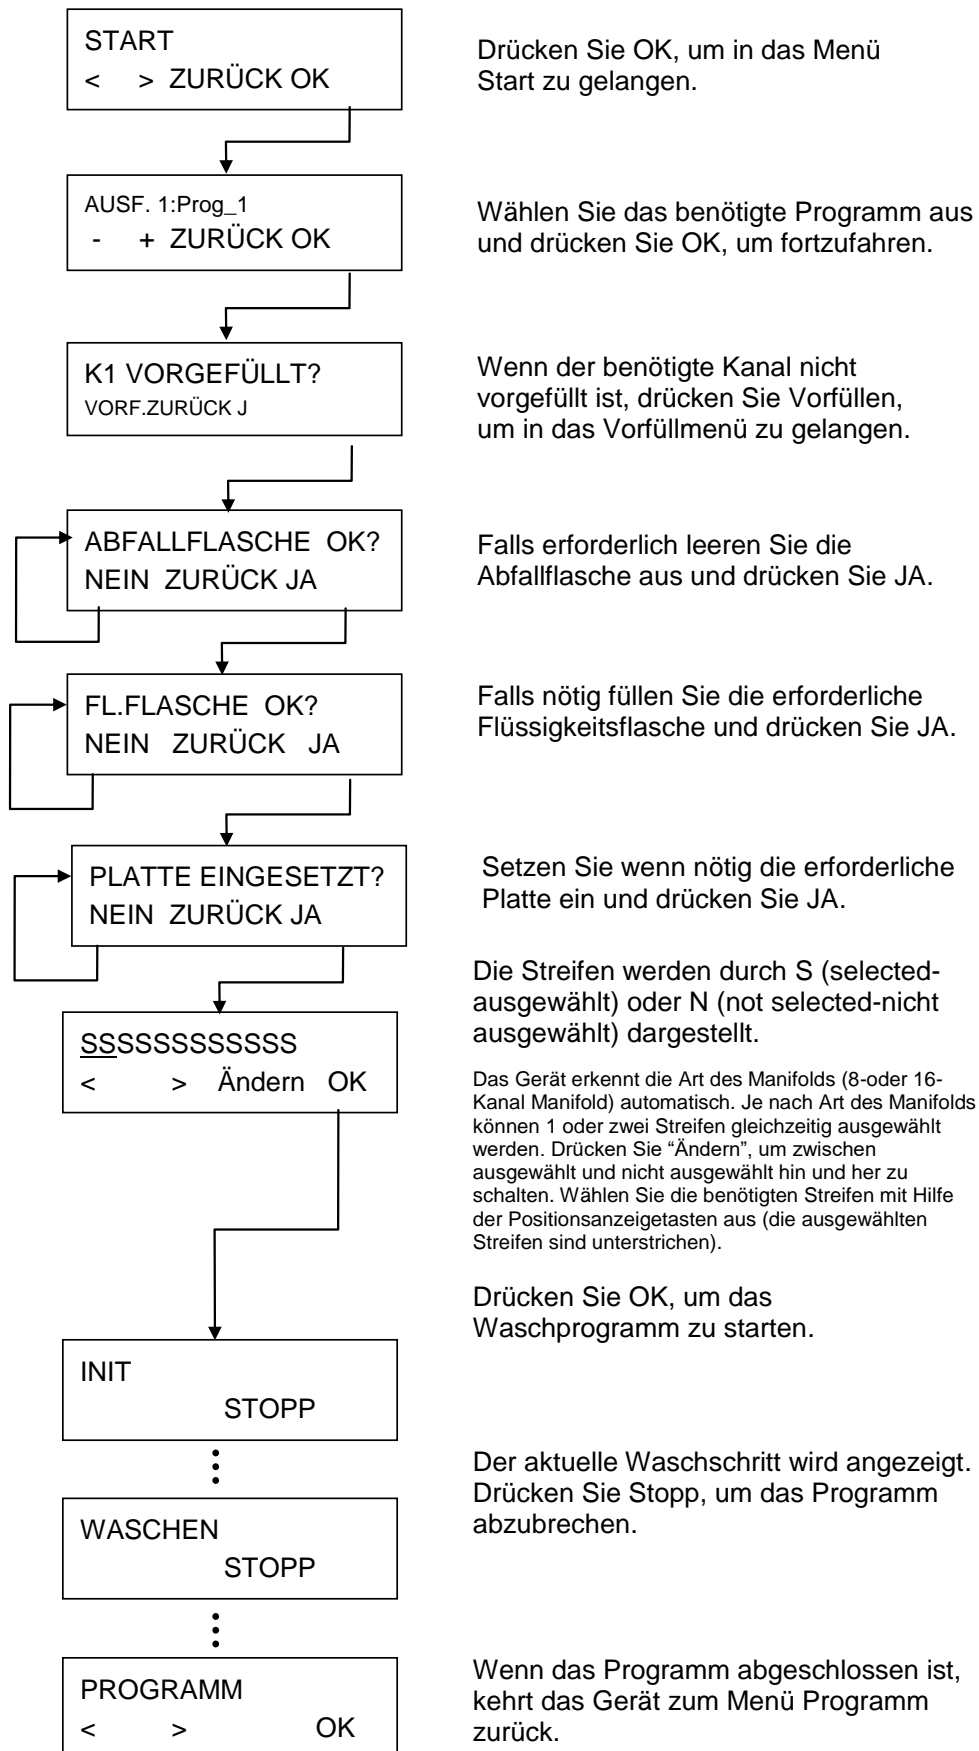 START
< > ZURÜCK OK
Drücken Sie OK, um in das Menü
Start zu gelangen.
AUSF. 1:Prog_1
- + ZURÜCK OK
Wählen Sie das benötigte Programm aus
und drücken Sie OK, um fortzufahren.
K1 VORGEFÜLLT?
VORF.ZURÜCK J
Wenn der benötigte Kanal nicht
vorgefüllt ist, drücken Sie Vorfüllen,
um in das Vorfüllmenü zu gelangen.
ABFALLFLASCHE OK?
NEIN ZURÜCK JA
Falls erforderlich leeren Sie die
Abfallflasche aus und drücken Sie JA.
FL.FLASCHE OK?
NEIN ZURÜCK JA
Falls nötig füllen Sie die erforderliche
Flüssigkeitsflasche und drücken Sie JA.
PLATTE EINGESETZT?
NEIN ZURÜCK JA
Setzen Sie wenn nötig die erforderliche
Platte ein und drücken Sie JA.
SSSSSSSSSSSS
< > Ändern OK
Die Streifen werden durch S (selected-
ausgewählt) oder N (not selected-nicht
ausgewählt) dargestellt.
Das Gerät erkennt die Art des Manifolds (8-oder 16-
Kanal Manifold) automatisch. Je nach Art des Manifolds
können 1 oder zwei Streifen gleichzeitig ausgewählt
werden. Drücken Sie “Ändern”, um zwischen
ausgewählt und nicht ausgewählt hin und her zu
schalten. Wählen Sie die benötigten Streifen mit Hilfe
der Positionsanzeigetasten aus (die ausgewählten
Streifen sind unterstrichen).
Drücken Sie OK, um das
Waschprogramm zu starten.
INIT
STOPP
Der aktuelle Waschschritt wird angezeigt.
Drücken Sie Stopp, um das Programm
abzubrechen.
WASCHEN
STOPP
PROGRAMM
< > OK
Wenn das Programm abgeschlossen ist,
kehrt das Gerät zum Menü Programm
zurück.